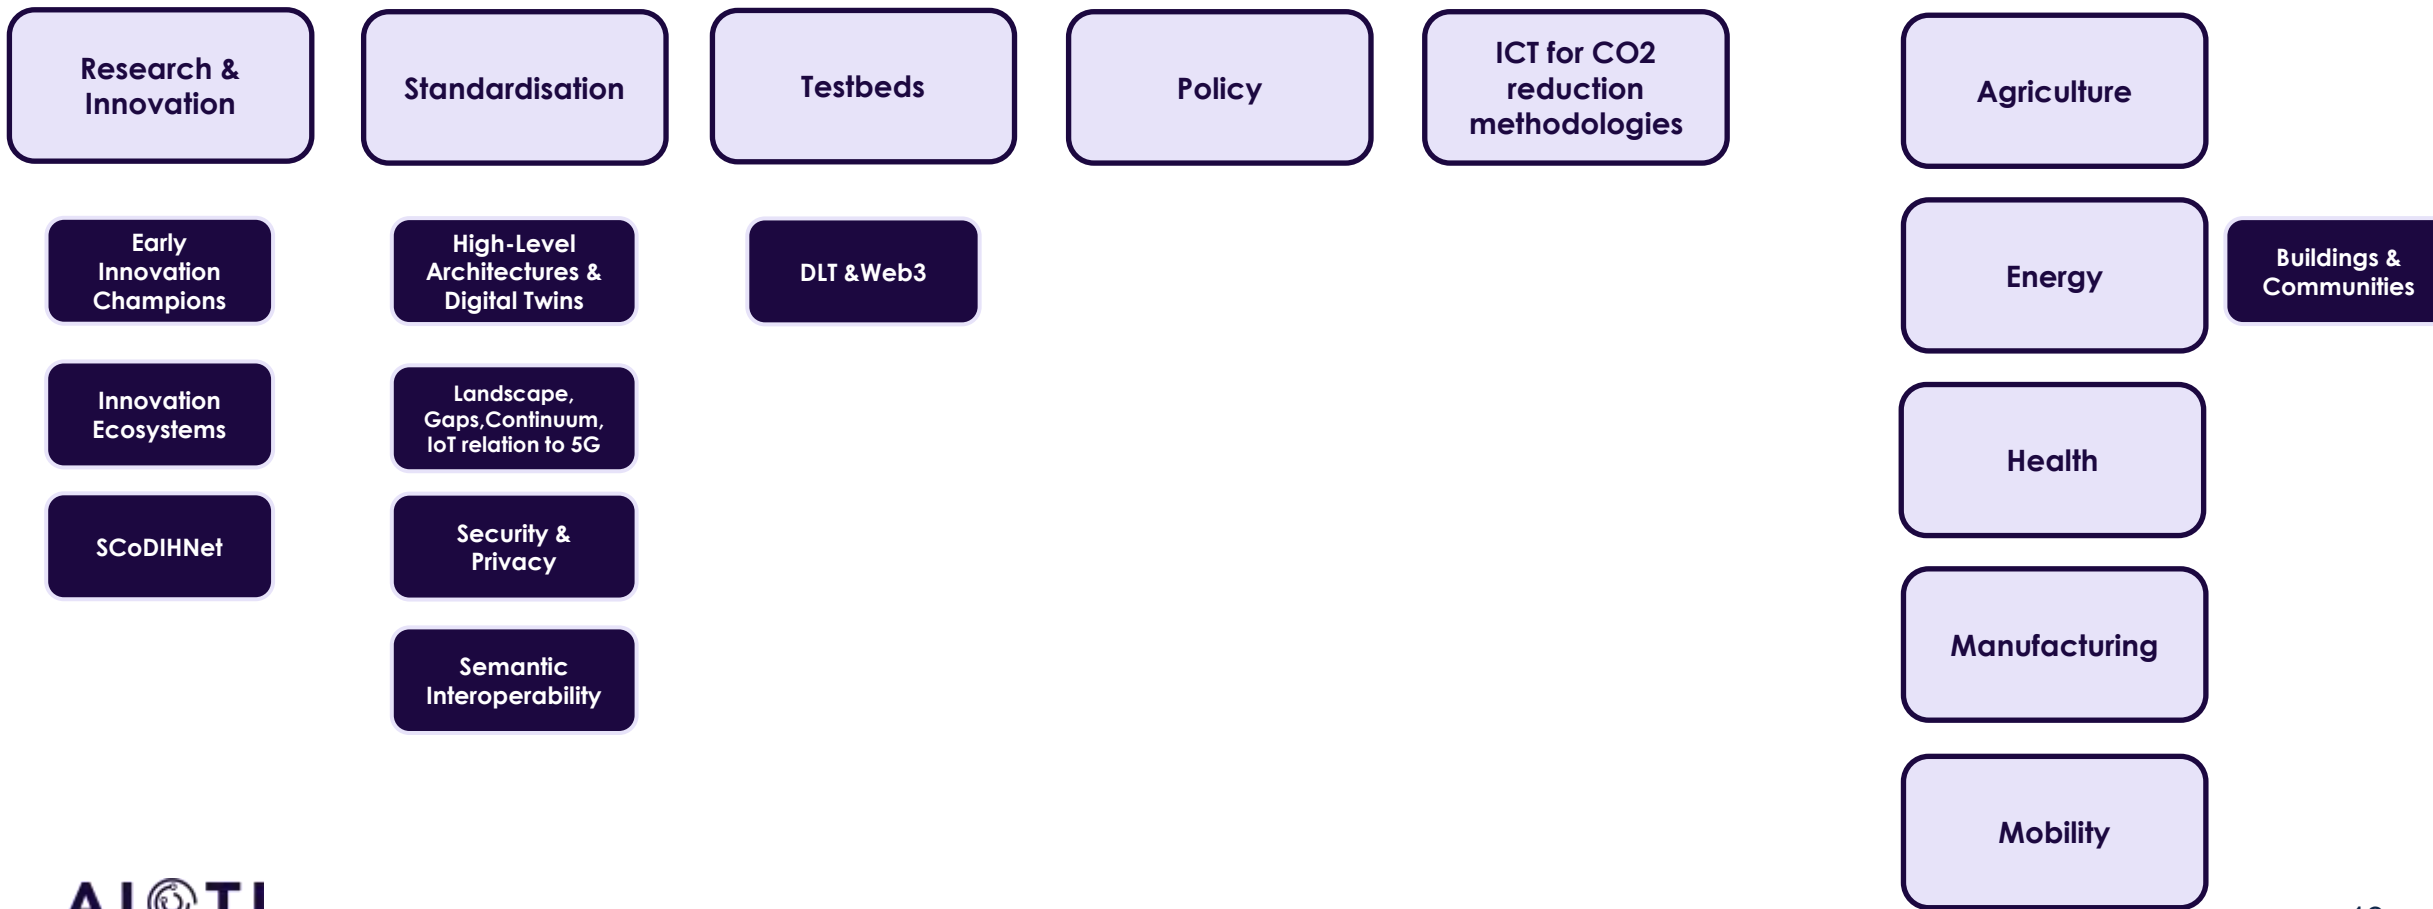 Research &
Innovation
Standardisation
Testbeds
Policy
ICT for CO2
reduction
methodologies
Agriculture
Early
Innovation
Champions
High-Level
Architectures &
Digital Twins
DLT &Web3
Energy
Buildings &
Communities
Innovation
Ecosystems
Landscape,
Gaps,Continuum,
IoT relation to 5G
Health
SCoDIHNet
Security &
Privacy
Semantic
Interoperability
Manufacturing
Mobility
AIOTI